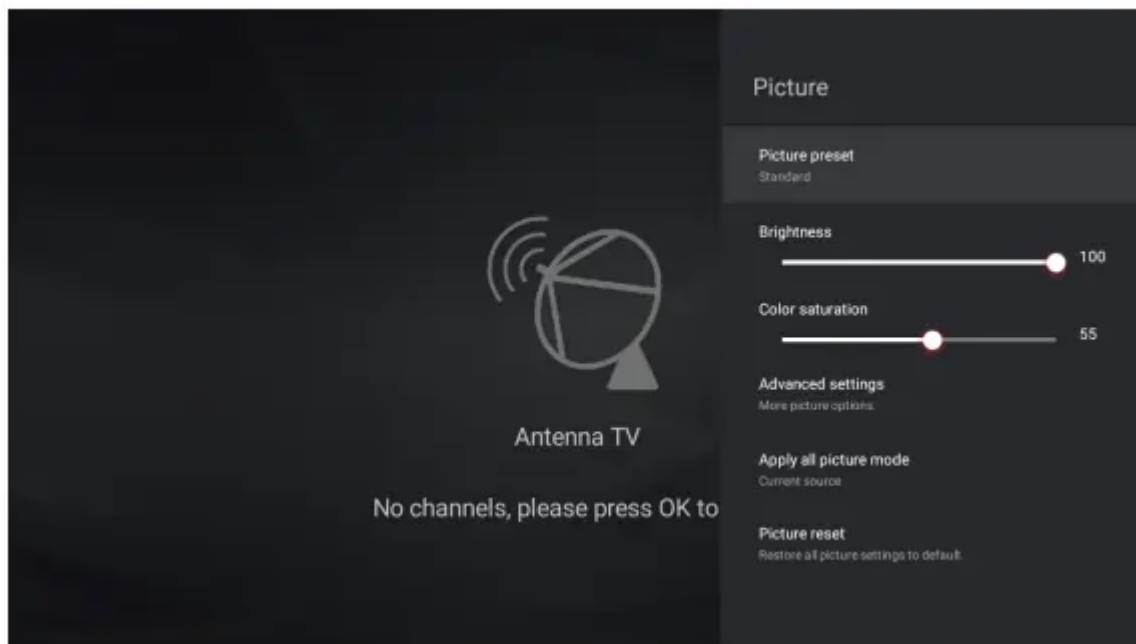 Picture
Picture preset
Standard
Brightness
100
Color saturation
55
Advanced settings
More picture options.
Apply all picture mode
Current source
Picture reset
Restore all picture settings to default.
Antenna TV
No channels, please press OK to